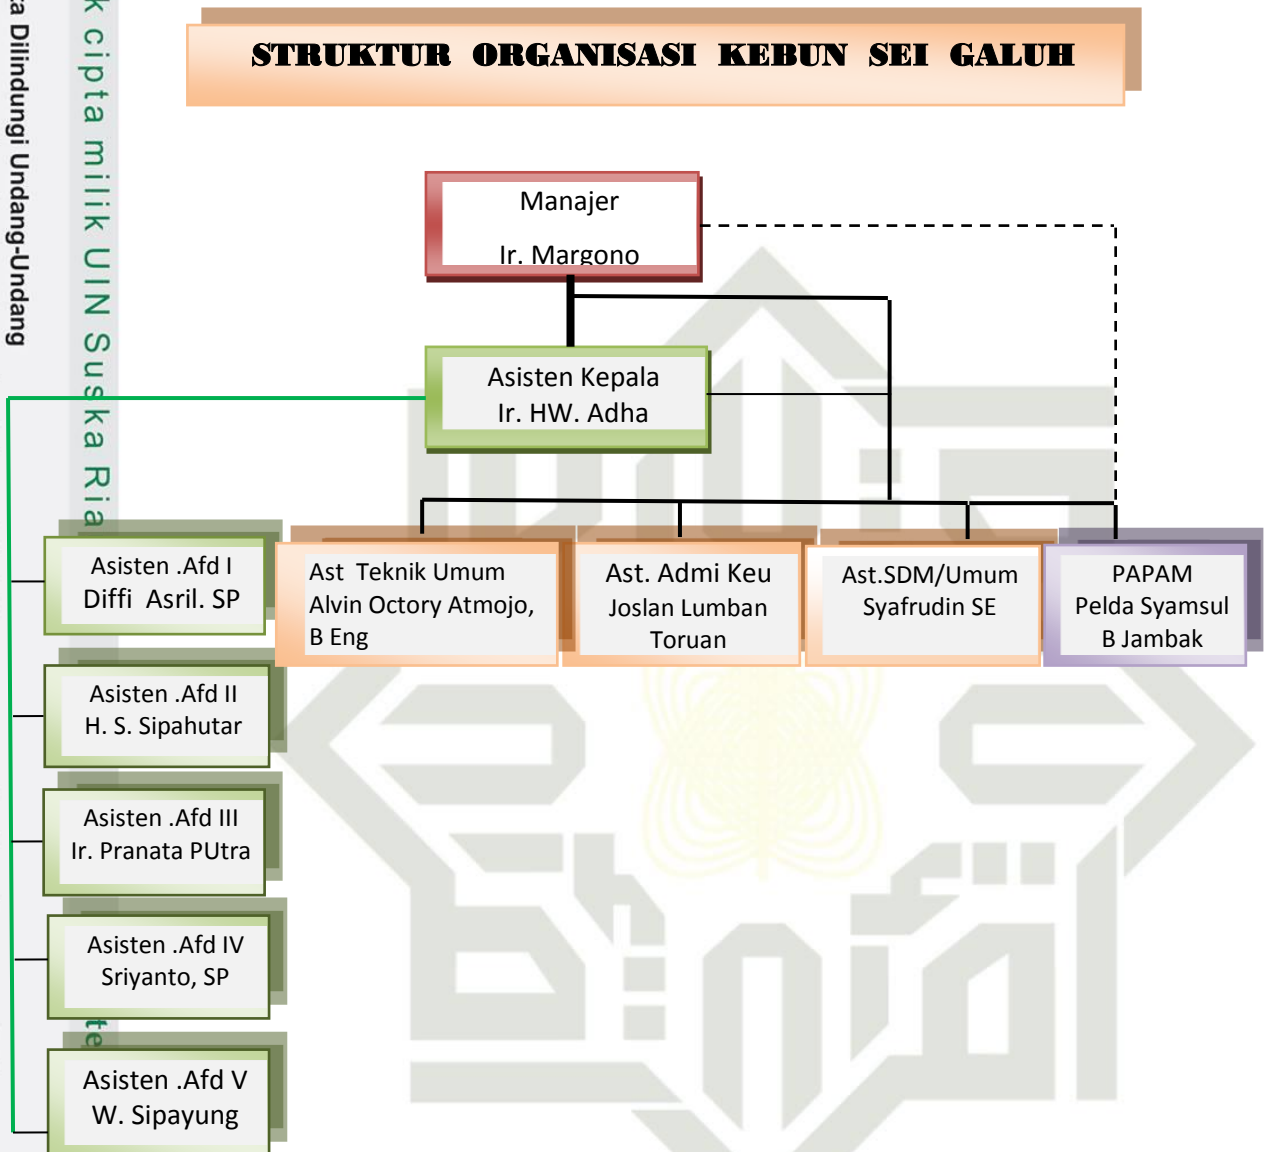 STRUKTUR ORGANISASI KEBUN SEI GALUH
k cipta milik UIN Suska Ria
Dilindungi Undang-Undang
Manajer
Ir. Margono
Asisten Kepala
Ir. HW. Adha
Asisten .Afd I
Diffi Asril. SP
Ast Teknik Umum
Alvin Octory Atmojo,
B Eng
Ast. Admi Keu
Joslan Lumban
Toruan
Ast.SDM/Umum
Syafrudin SE
PAPAM
Pelda Syamsul
B Jambak
Asisten .Afd II
H. S. Sipahutar
Asisten .Afd III
Ir. Pranata PUtra
Asisten .Afd IV
Sriyanto, SP
Asisten .Afd V
W. Sipayung